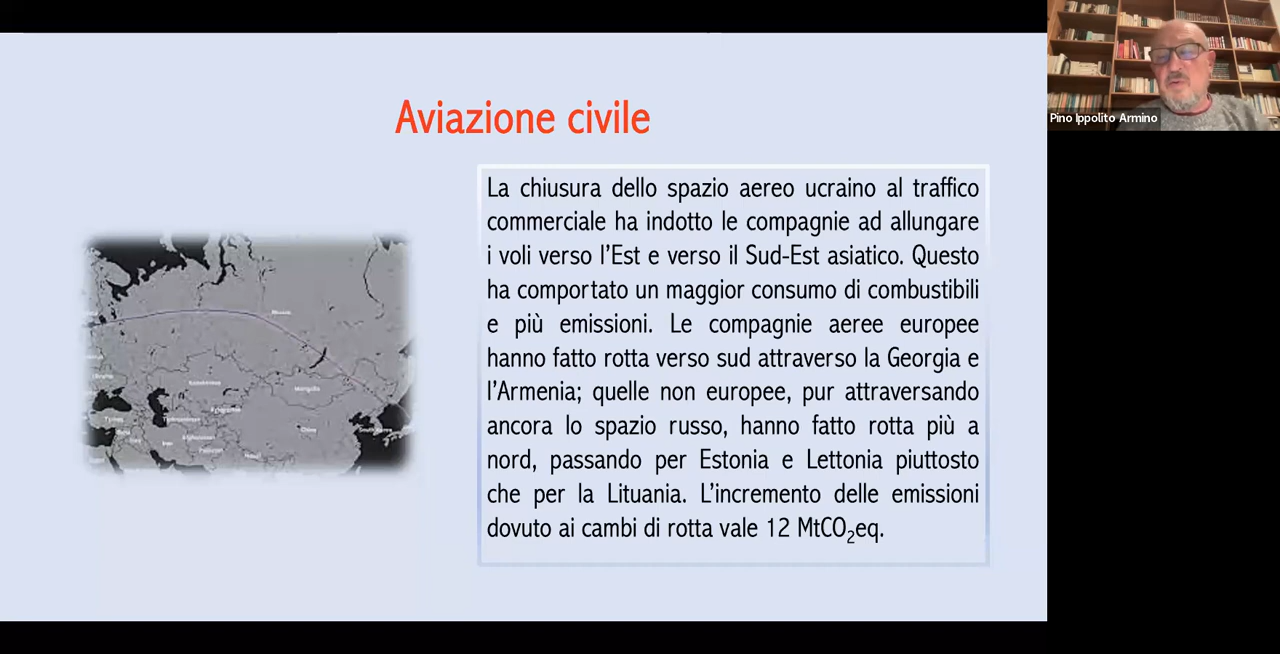 Aviazione civile
Pino Ippolito Armino
La chiusura dello spazio aereo ucraino al traffico
commerciale ha indotto le compagnie ad allungare
i voli verso l'Est e verso il Sud-Est asiatico. Questo
ha comportato un maggior consumo di combustibili
e più emissioni. Le compagnie aeree europee
hanno fatto rotta verso sud attraverso la Georgia e
l'Armenia; quelle non europee, pur attraversando
ancora lo spazio russo, hanno fatto rotta più a
nord, passando per Estonia e Lettonia piuttosto
che per la Lituania. L'incremento delle emissioni
dovuto ai cambi di rotta vale 12 MtCO₂eq.
Mongolia
China
Iran